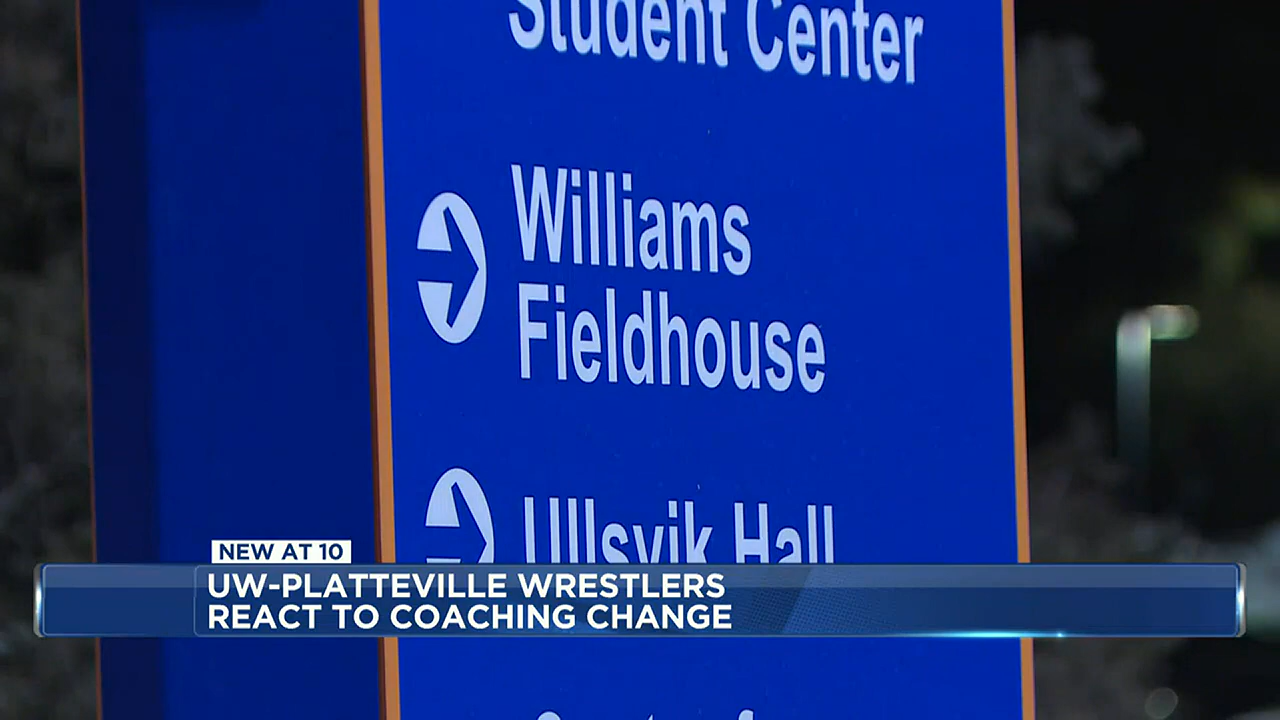 Student Center
Williams
Fieldhouse
Ullsvik Hall
NEW AT 10
UW-PLATTEVILLE WRESTLERS
REACT TO COACHING CHANGE